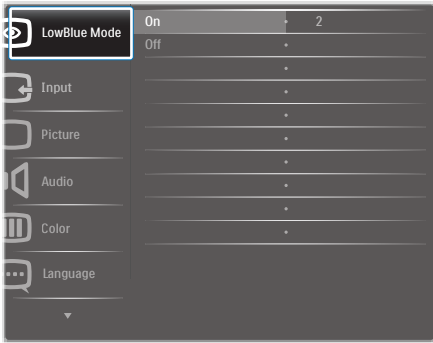 LowBlue Mode
On 2
Off
Input
Picture
Audio
Color
Language